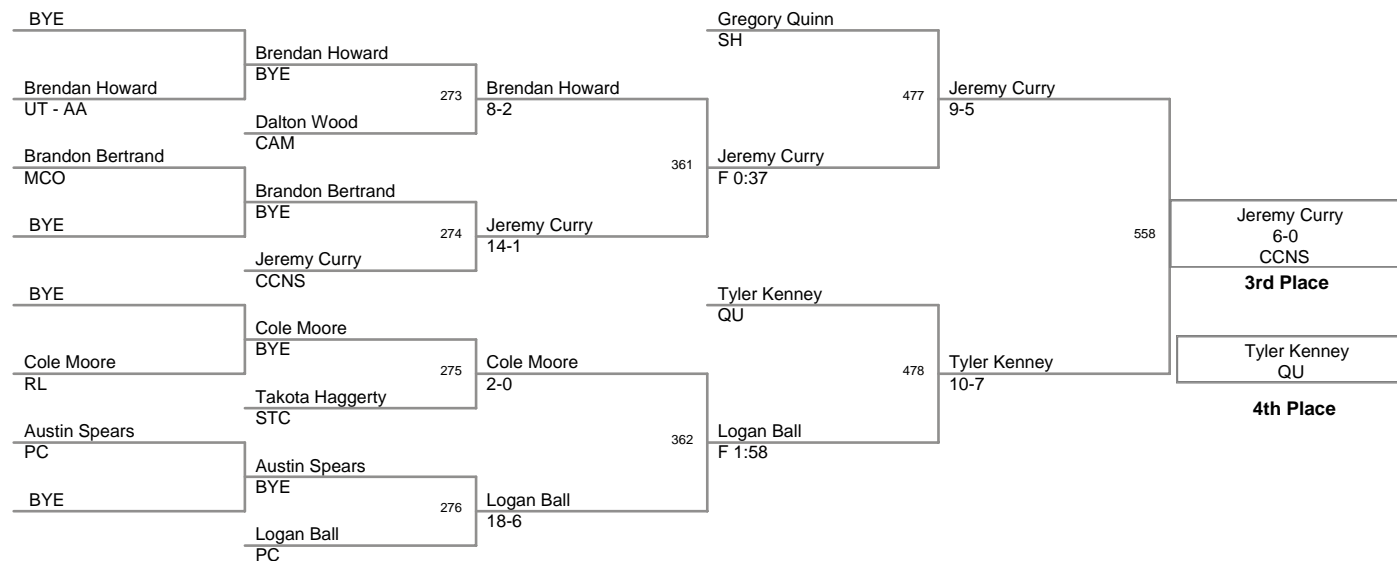 BYE
Brendan Howard
UT - AA
Brandon Bertrand
MCO
BYE
BYE
Cole Moore
RL
Austin Spears
PC
BYE
Brendan Howard
BYE
Dalton Wood
CAM
Brandon Bertrand
BYE
Jeremy Curry
CCNS
Cole Moore
BYE
Takota Haggerty
STC
Austin Spears
BYE
Logan Ball
PC
273
274
275
276
Brendan Howard
8-2
Jeremy Curry
14-1
Cole Moore
2-0
Logan Ball
18-6
361
362
Gregory Quinn
SH
Jeremy Curry
F 0:37
Tyler Kenney
QU
Logan Ball
F 1:58
477
478
Jeremy Curry
9-5
Tyler Kenney
10-7
558
Jeremy Curry
6-0
CCNS
3rd Place
Tyler Kenney
QU
4th Place